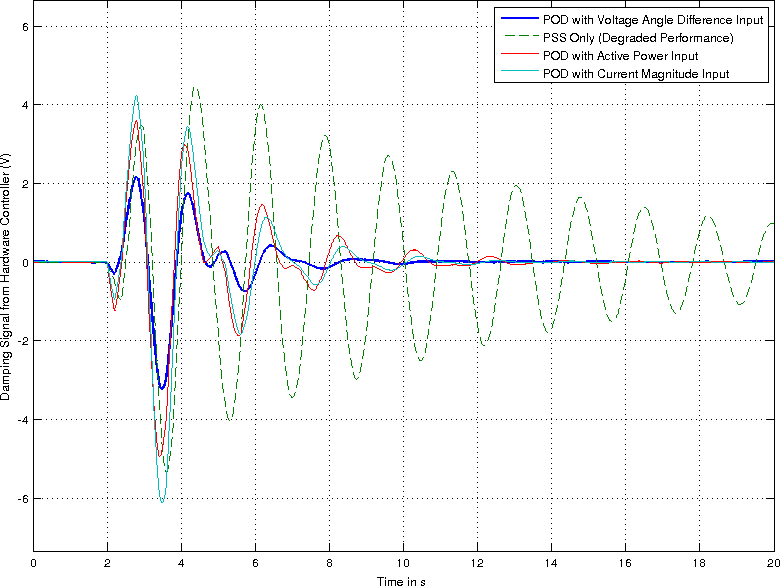 POD with Voltage Angle Difference Input
PSS Only (Degraded Performance)
POD with Active Power Input
POD with Current Magnitude Input
Damping Signal from Hardware Controller (V)
6
4
2
0
-2
-4
-6
0 2 4 6 8 10 12 14 16 18 20
Time in s